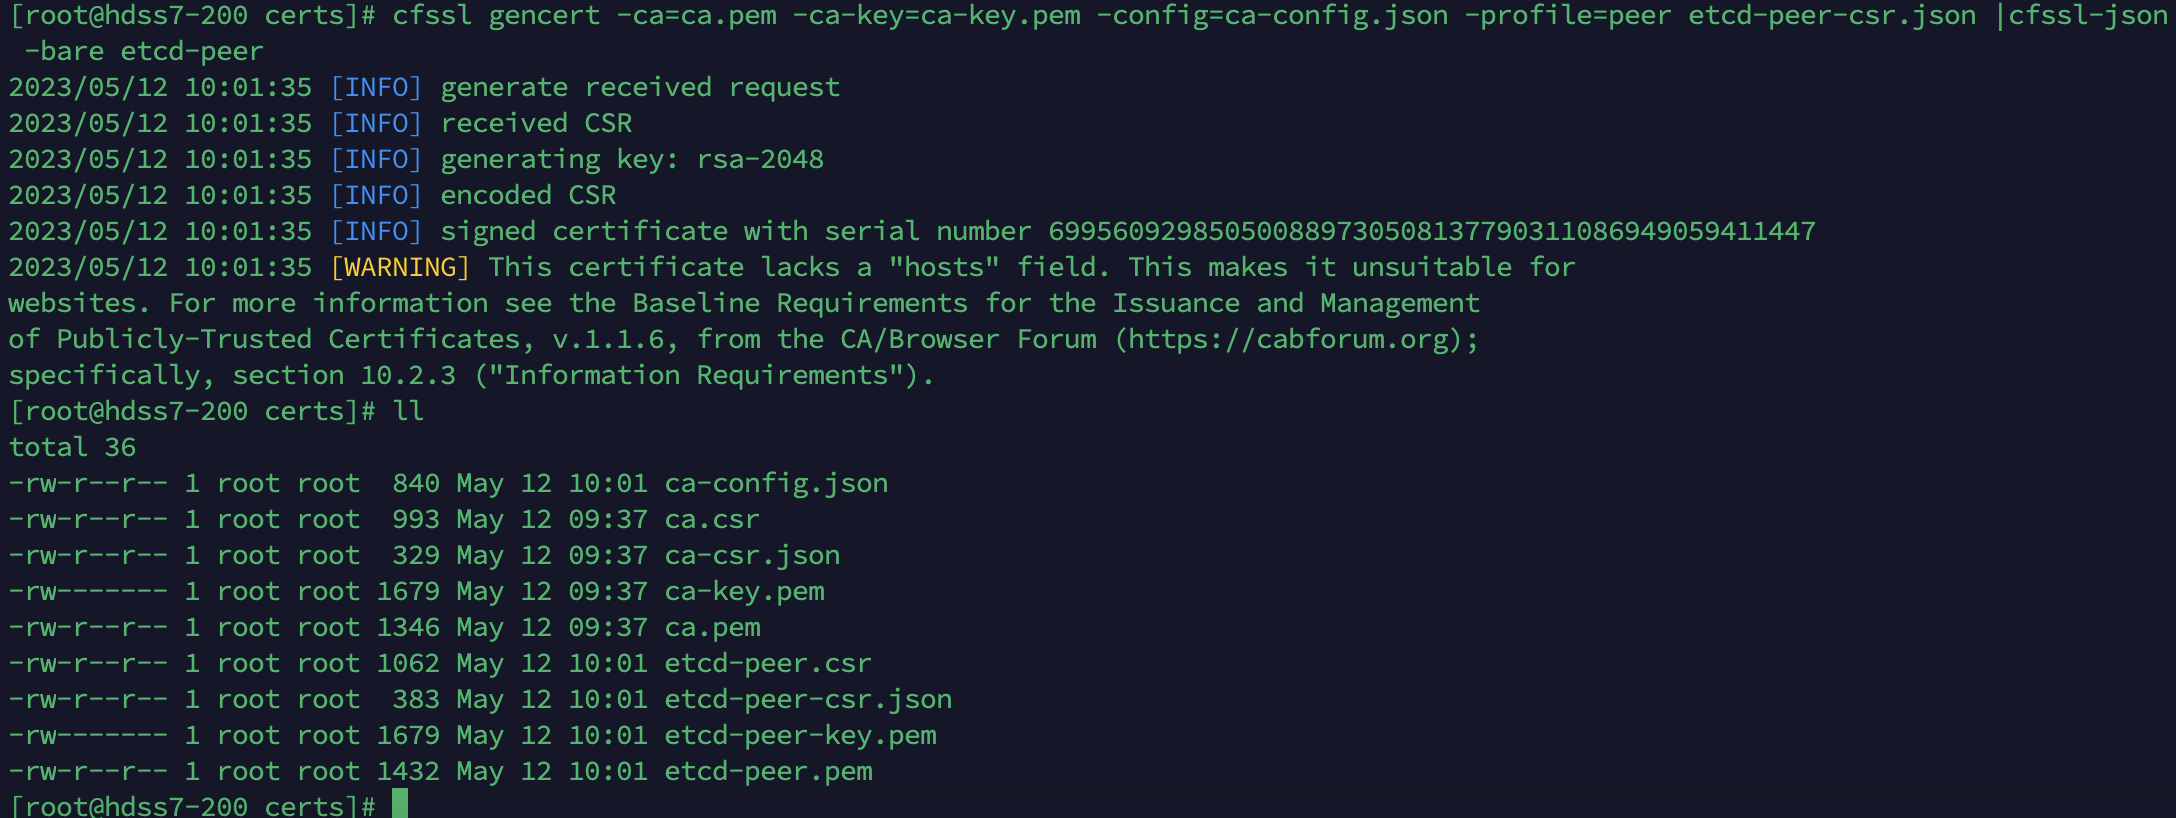 [root@hdss7-200 certs]# cfssl gencert -ca=ca.pem -ca-key=ca-key.pem -config=ca-config.json -profile=peer etcd-peer-csr.json |cfssl-json
 -bare etcd-peer
2023/05/12 10:01:35 [INFO] generate received request
2023/05/12 10:01:35 [INFO] received CSR
2023/05/12 10:01:35 [INFO] generating key: rsa-2048
2023/05/12 10:01:35 [INFO] encoded CSR
2023/05/12 10:01:35 [INFO] signed certificate with serial number 699560929850500889730508137790311086949059411447
2023/05/12 10:01:35 [WARNING] This certificate lacks a "hosts" field. This makes it unsuitable for
websites. For more information see the Baseline Requirements for the Issuance and Management
of Publicly-Trusted Certificates, v.1.1.6, from the CA/Browser Forum (https://cabforum.org);
specifically, section 10.2.3 ("Information Requirements").
[root@hdss7-200 certs]# ll
total 36
-rw-r--r-- 1 root root  840 May 12 10:01 ca-config.json
-rw-r--r-- 1 root root  993 May 12 09:37 ca.csr
-rw-r--r-- 1 root root  329 May 12 09:37 ca-csr.json
-rw------- 1 root root 1679 May 12 09:37 ca-key.pem
-rw-r--r-- 1 root root 1346 May 12 09:37 ca.pem
-rw-r--r-- 1 root root 1062 May 12 10:01 etcd-peer.csr
-rw-r--r-- 1 root root  383 May 12 10:01 etcd-peer-csr.json
-rw------- 1 root root 1679 May 12 10:01 etcd-peer-key.pem
-rw-r--r-- 1 root root 1432 May 12 10:01 etcd-peer.pem
[root@hdss7-200 certs]#